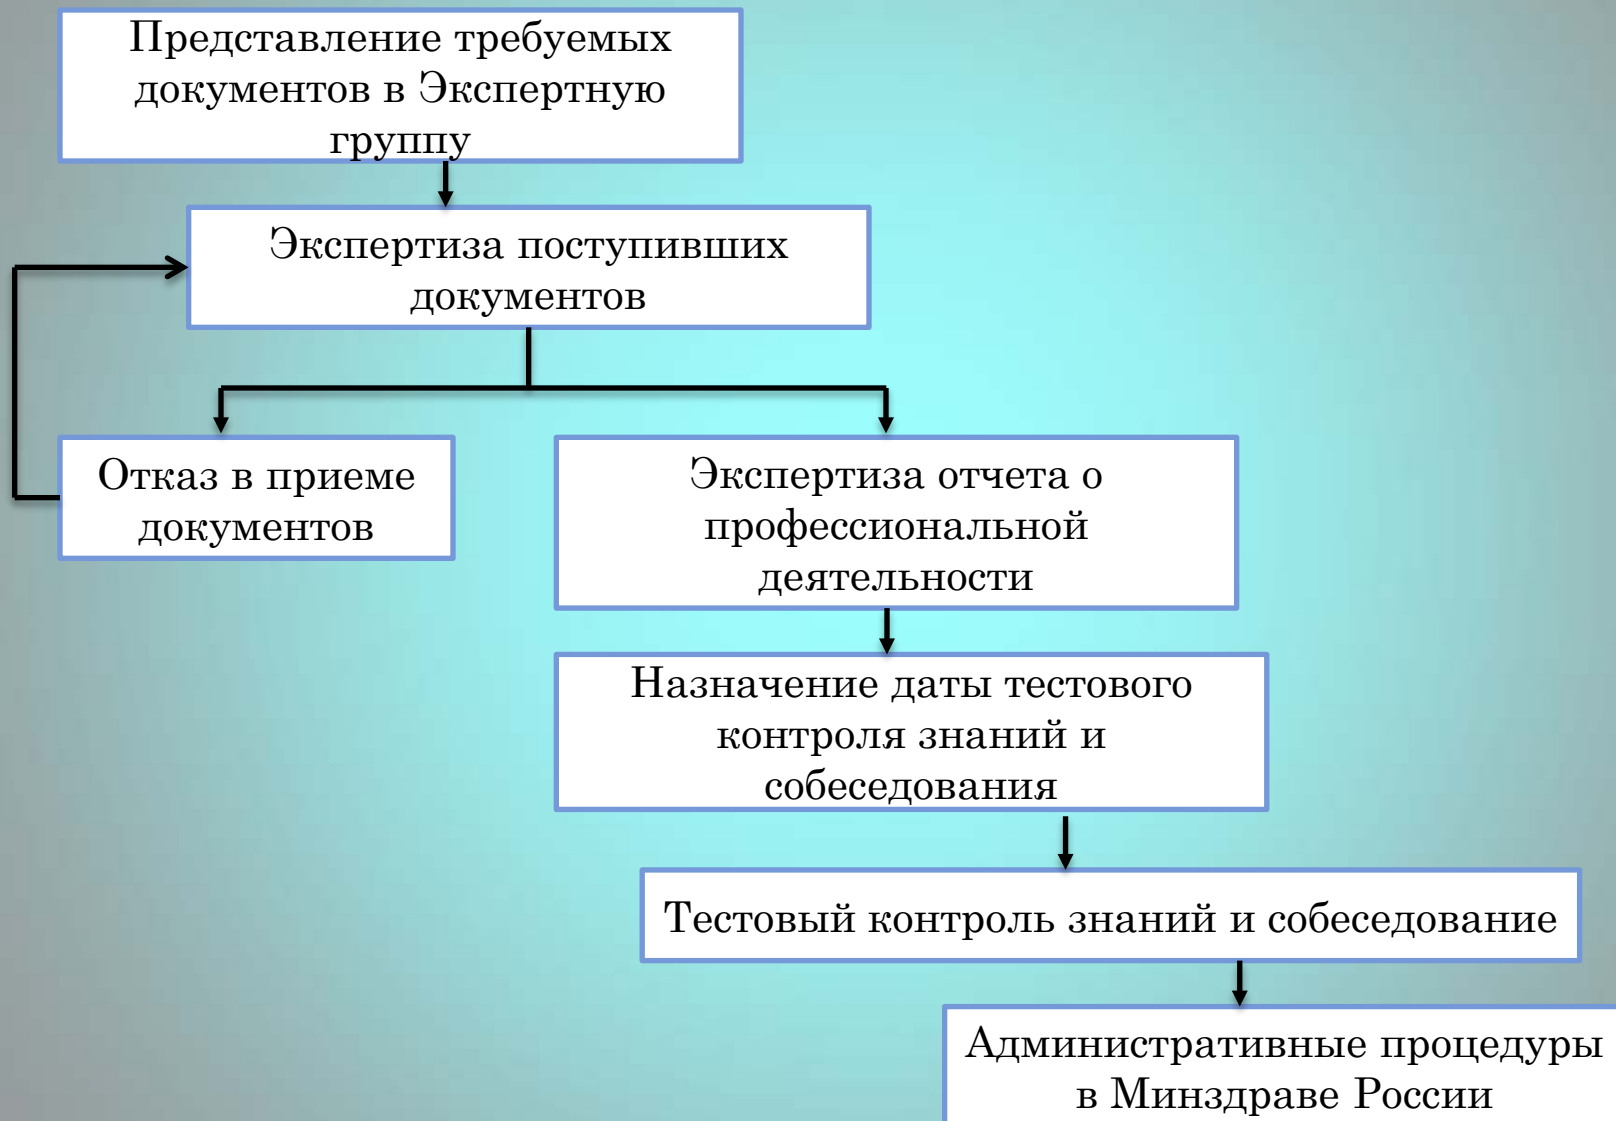 Представление требуемых
документов в Экспертную
группу
Экспертиза поступивших
документов
Отказ в приеме
документов
Экспертиза отчета о
профессиональной
деятельности
Назначение даты тестового
контроля знаний и
собеседования
Тестовый контроль знаний и собеседование
Административные процедуры
в Минздраве России